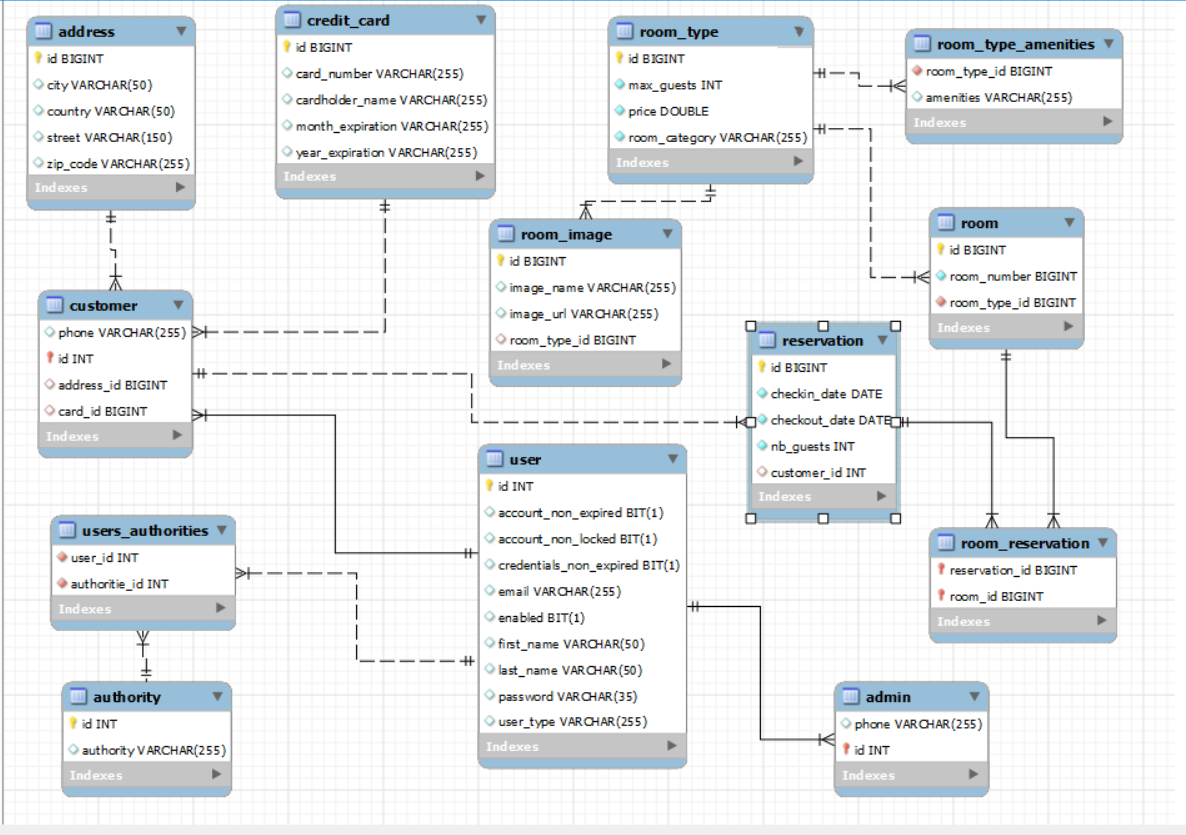 address
id BIGINT
city VARCHAR(50)
country VARCHAR(50)
street VARCHAR(150)
zip_code VARCHAR(255)
Indexes
credit_card
id BIGINT
card_number VARCHAR(255)
cardholder_name VARCHAR(255)
month_expiration VARCHAR(255)
year_expiration VARCHAR(255)
Indexes
room_type
id BIGINT
max_guests INT
price DOUBLE
room_category VARCHAR(255)
Indexes
room_type_amenities
room_type_id BIGINT
amenities VARCHAR(255)
Indexes
room_image
id BIGINT
image_name VARCHAR(255)
image_url VARCHAR(255)
room_type_id BIGINT
Indexes
room
id BIGINT
room_number BIGINT
room_type_id BIGINT
Indexes
customer
phone VARCHAR(255)
id INT
address_id BIGINT
card_id BIGINT
Indexes
reservation
id BIGINT
checkin_date DATE
checkout_date DATE
nb_guests INT
customer_id INT
Indexes
user
id INT
account_non_expired BIT(1)
account_non_locked BIT(1)
credentials_non_expired BIT(1)
email VARCHAR(255)
enabled BIT(1)
first_name VARCHAR(50)
last_name VARCHAR(50)
password VARCHAR(35)
user_type VARCHAR(255)
Indexes
users_authorities
user_id INT
authoritie_id INT
Indexes
room_reservation
reservation_id BIGINT
room_id BIGINT
Indexes
authority
id INT
authority VARCHAR(255)
Indexes
admin
phone VARCHAR(255)
id INT
Indexes